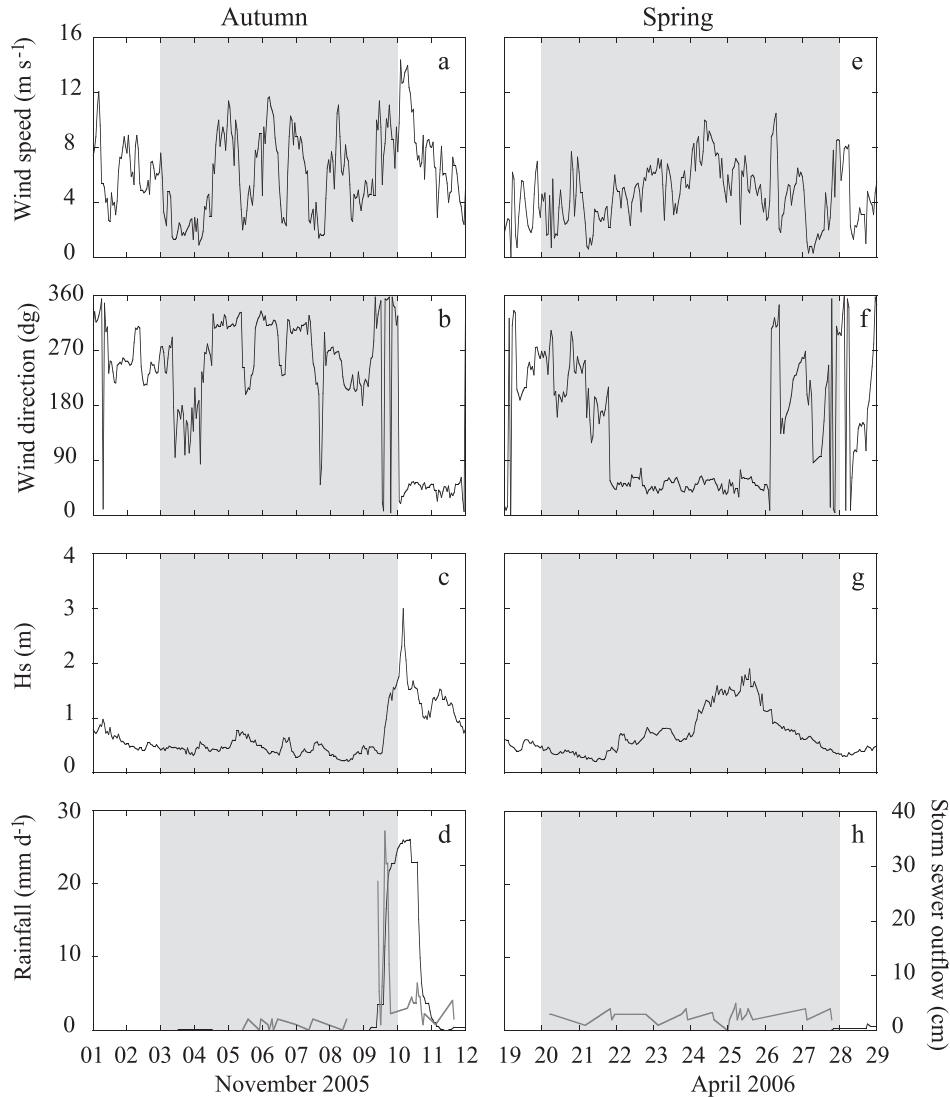 Autumn
Spring
Wind speed (m s-1)
16
12
8
4
0
a
e
Wind direction (dg)
360
270
180
90
0
b
f
Hs (m)
4
3
2
1
0
c
g
Rainfall (mm d-1)
30
20
10
0
d
h
40
30
20
10
0
Storm sewer outflow (cm)
01 02 03 04 05 06 07 08 09 10 11 12
19 20 21 22 23 24 25 26 27 28 29
November 2005
April 2006